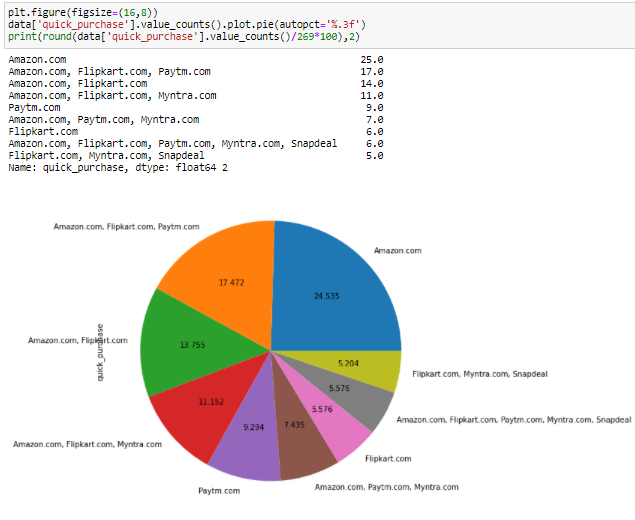 plt.figure(figsize=(16,8))
data['quick_purchase'].value_counts().plot.pie(autopct='%.3f')
print(round(data['quick_purchase'].value_counts()/269*100),2)
Amazon.com 25.0
Amazon.com, Flipkart.com, Paytm.com 17.0
Amazon.com, Flipkart.com 14.0
Amazon.com, Flipkart.com, Myntra.com 11.0
Paytm.com 9.0
Amazon.com, Paytm.com, Myntra.com 7.0
Flipkart.com 6.0
Amazon.com, Flipkart.com, Paytm.com, Myntra.com, Snapdeal 6.0
Flipkart.com, Myntra.com, Snapdeal 5.0
Name: quick_purchase, dtype: float64 2
Amazon.com, Flipkart.com, Paytm.com
Amazon.com
17.472
24.535
Amazon.com, Flipkart.com
quick_purchase
13.755
5.204
Flipkart.com, Myntra.com, Snapdeal
5.576
11.152
5.576
Amazon.com, Flipkart.com, Paytm.com, Myntra.com, Snapdeal
9.294
7.435
Amazon.com, Flipkart.com, Myntra.com
Flipkart.com
Paytm.com
Amazon.com, Paytm.com, Myntra.com